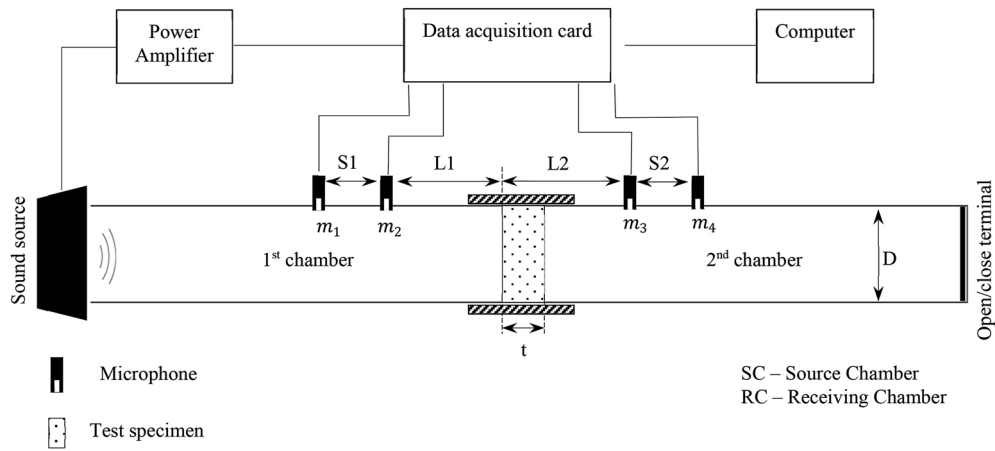 Power
Amplifier
Data acquisition card
Computer
S1
L1
L2
S2
m₁
m₂
m₃
m₄
Sound source
1st chamber
2nd chamber
D
Open/close terminal
t
Microphone
SC – Source Chamber
RC – Receiving Chamber
Test specimen